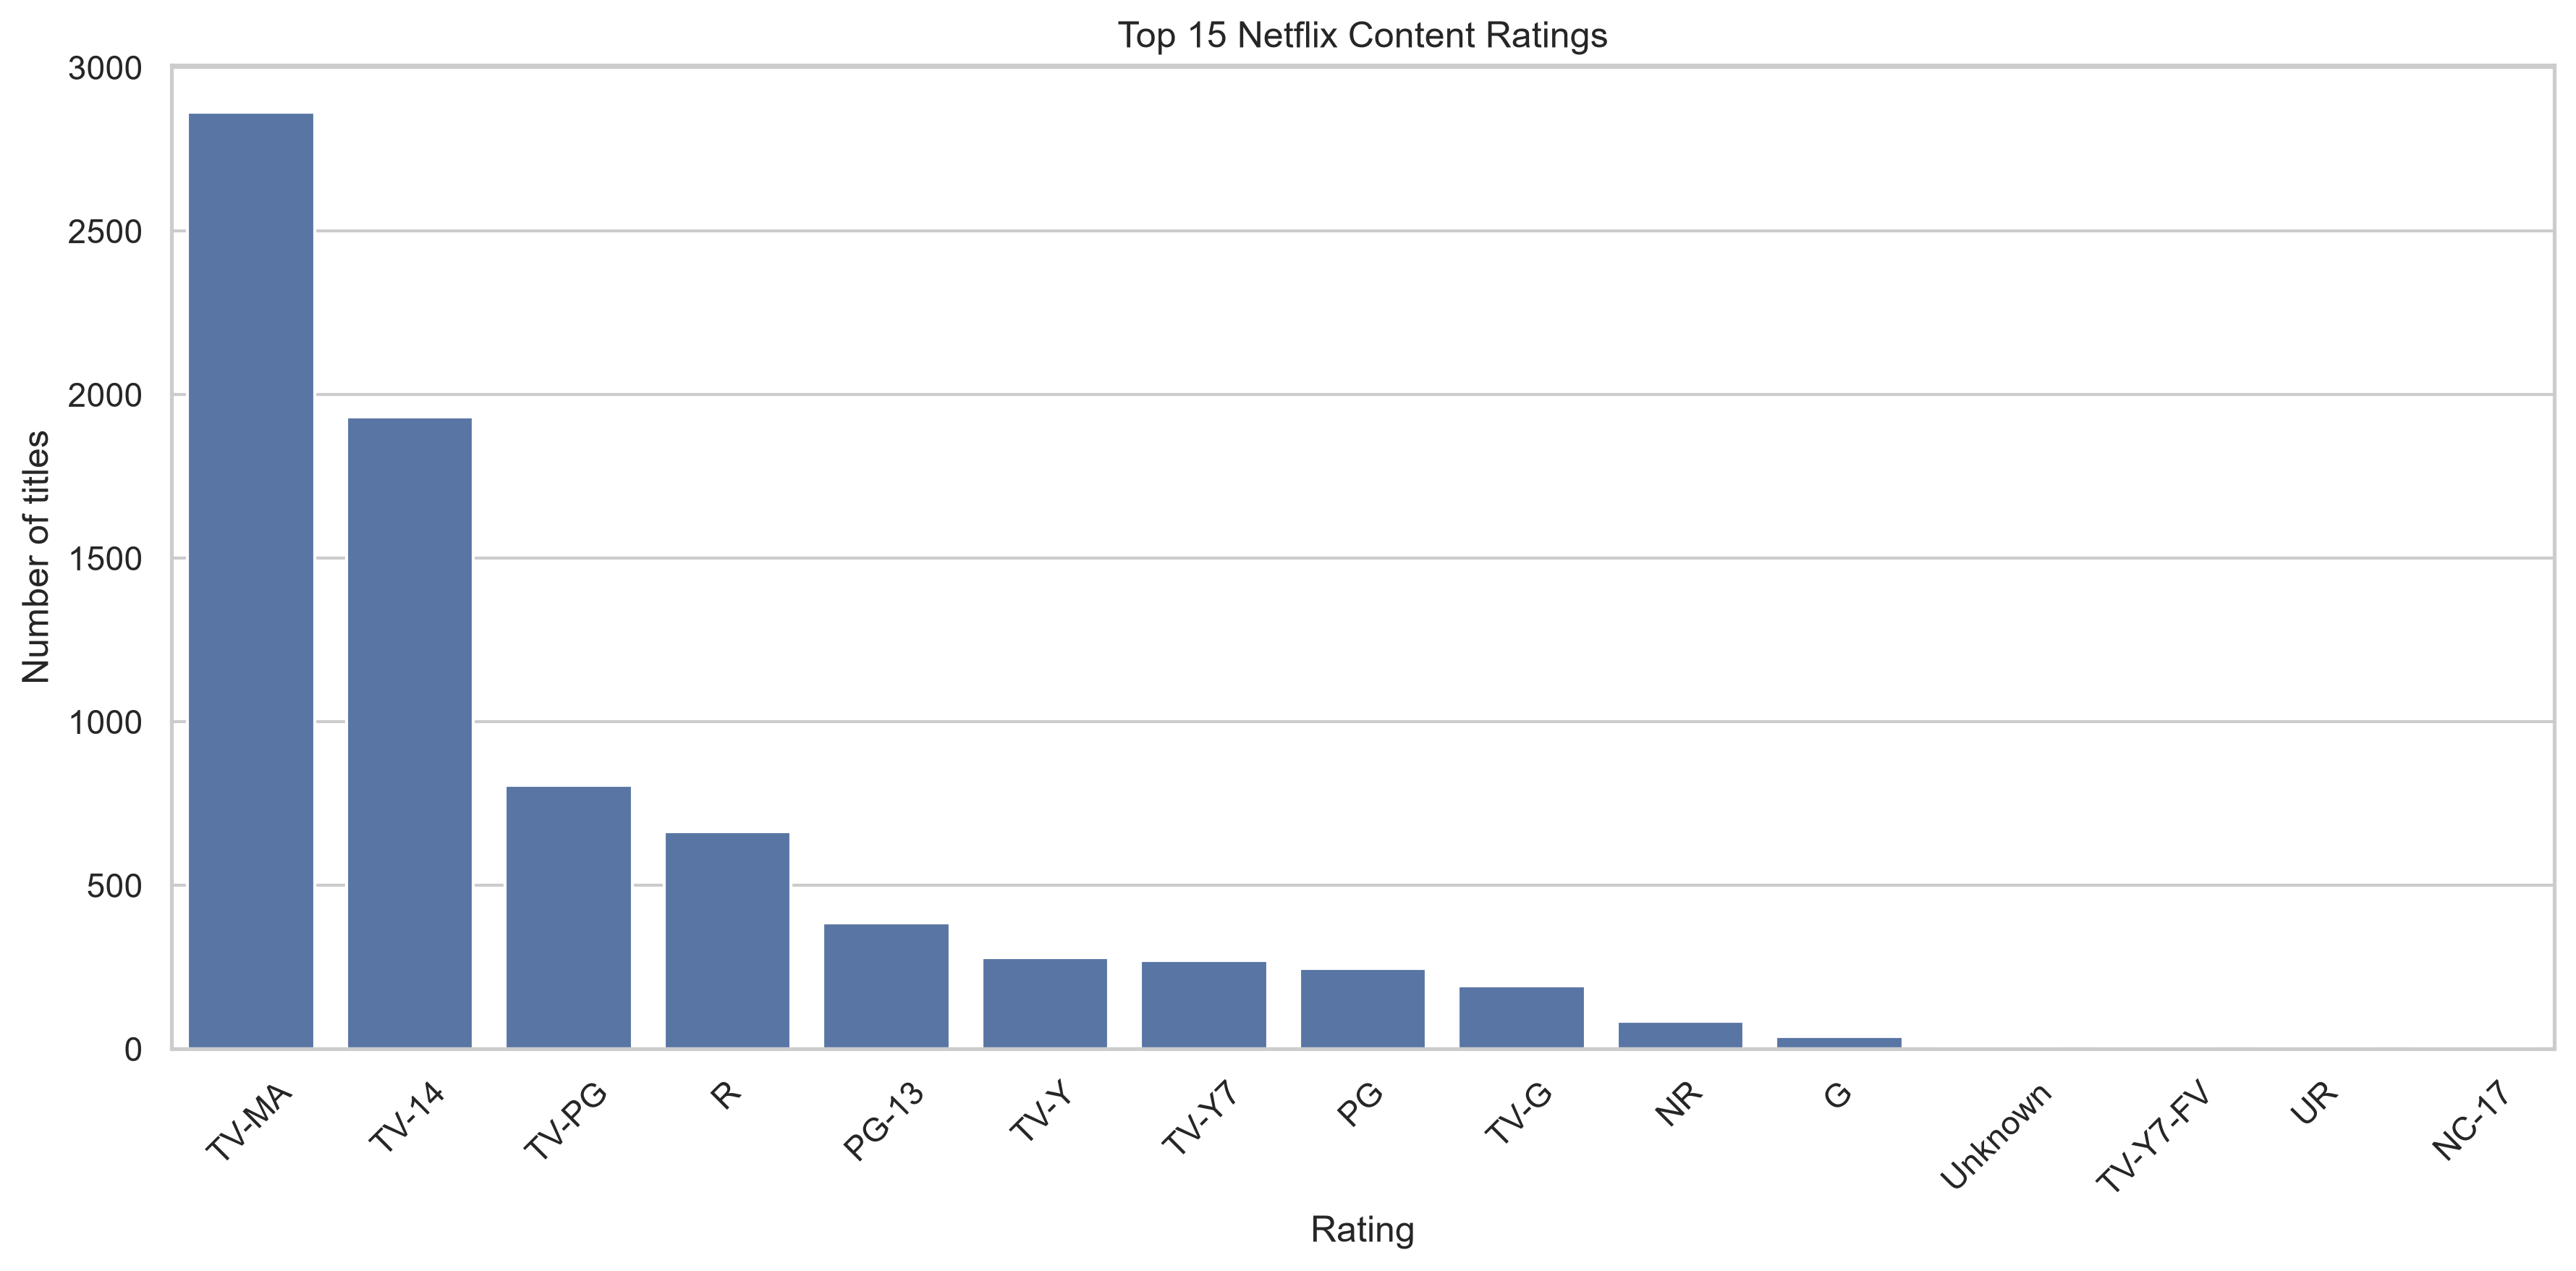 Top 15 Netflix Content Ratings
3000
2500
2000
1500
1000
500
0
Number of titles
TV-MA
TV-14
TV-PG
R
PG-13
TV-Y
TV-Y7
PG
TV-G
NR
G
Unknown
TV-Y7-FV
UR
NC-17
Rating